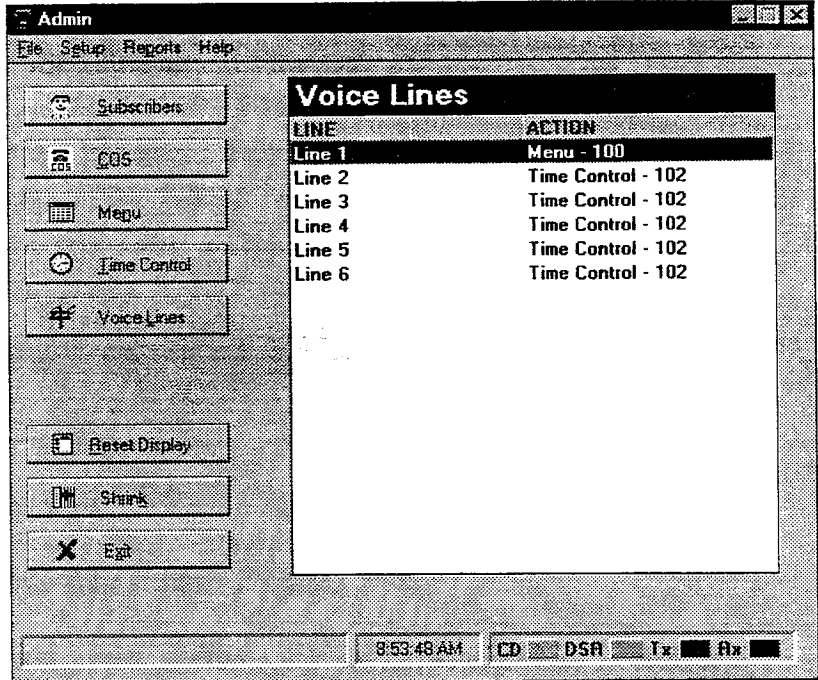 Admin
File Setup Reports Help
Subscribers
COS
COS
Menu
Time Control
Voice Lines
Reset Display
Shrink
Exit
Voice Lines
LINE ACTION
Line 1 Menu - 100
Line 2 Time Control - 102
Line 3 Time Control - 102
Line 4 Time Control - 102
Line 5 Time Control - 102
Line 6 Time Control - 102
8:53:48 AM CD DSR Tx Rx